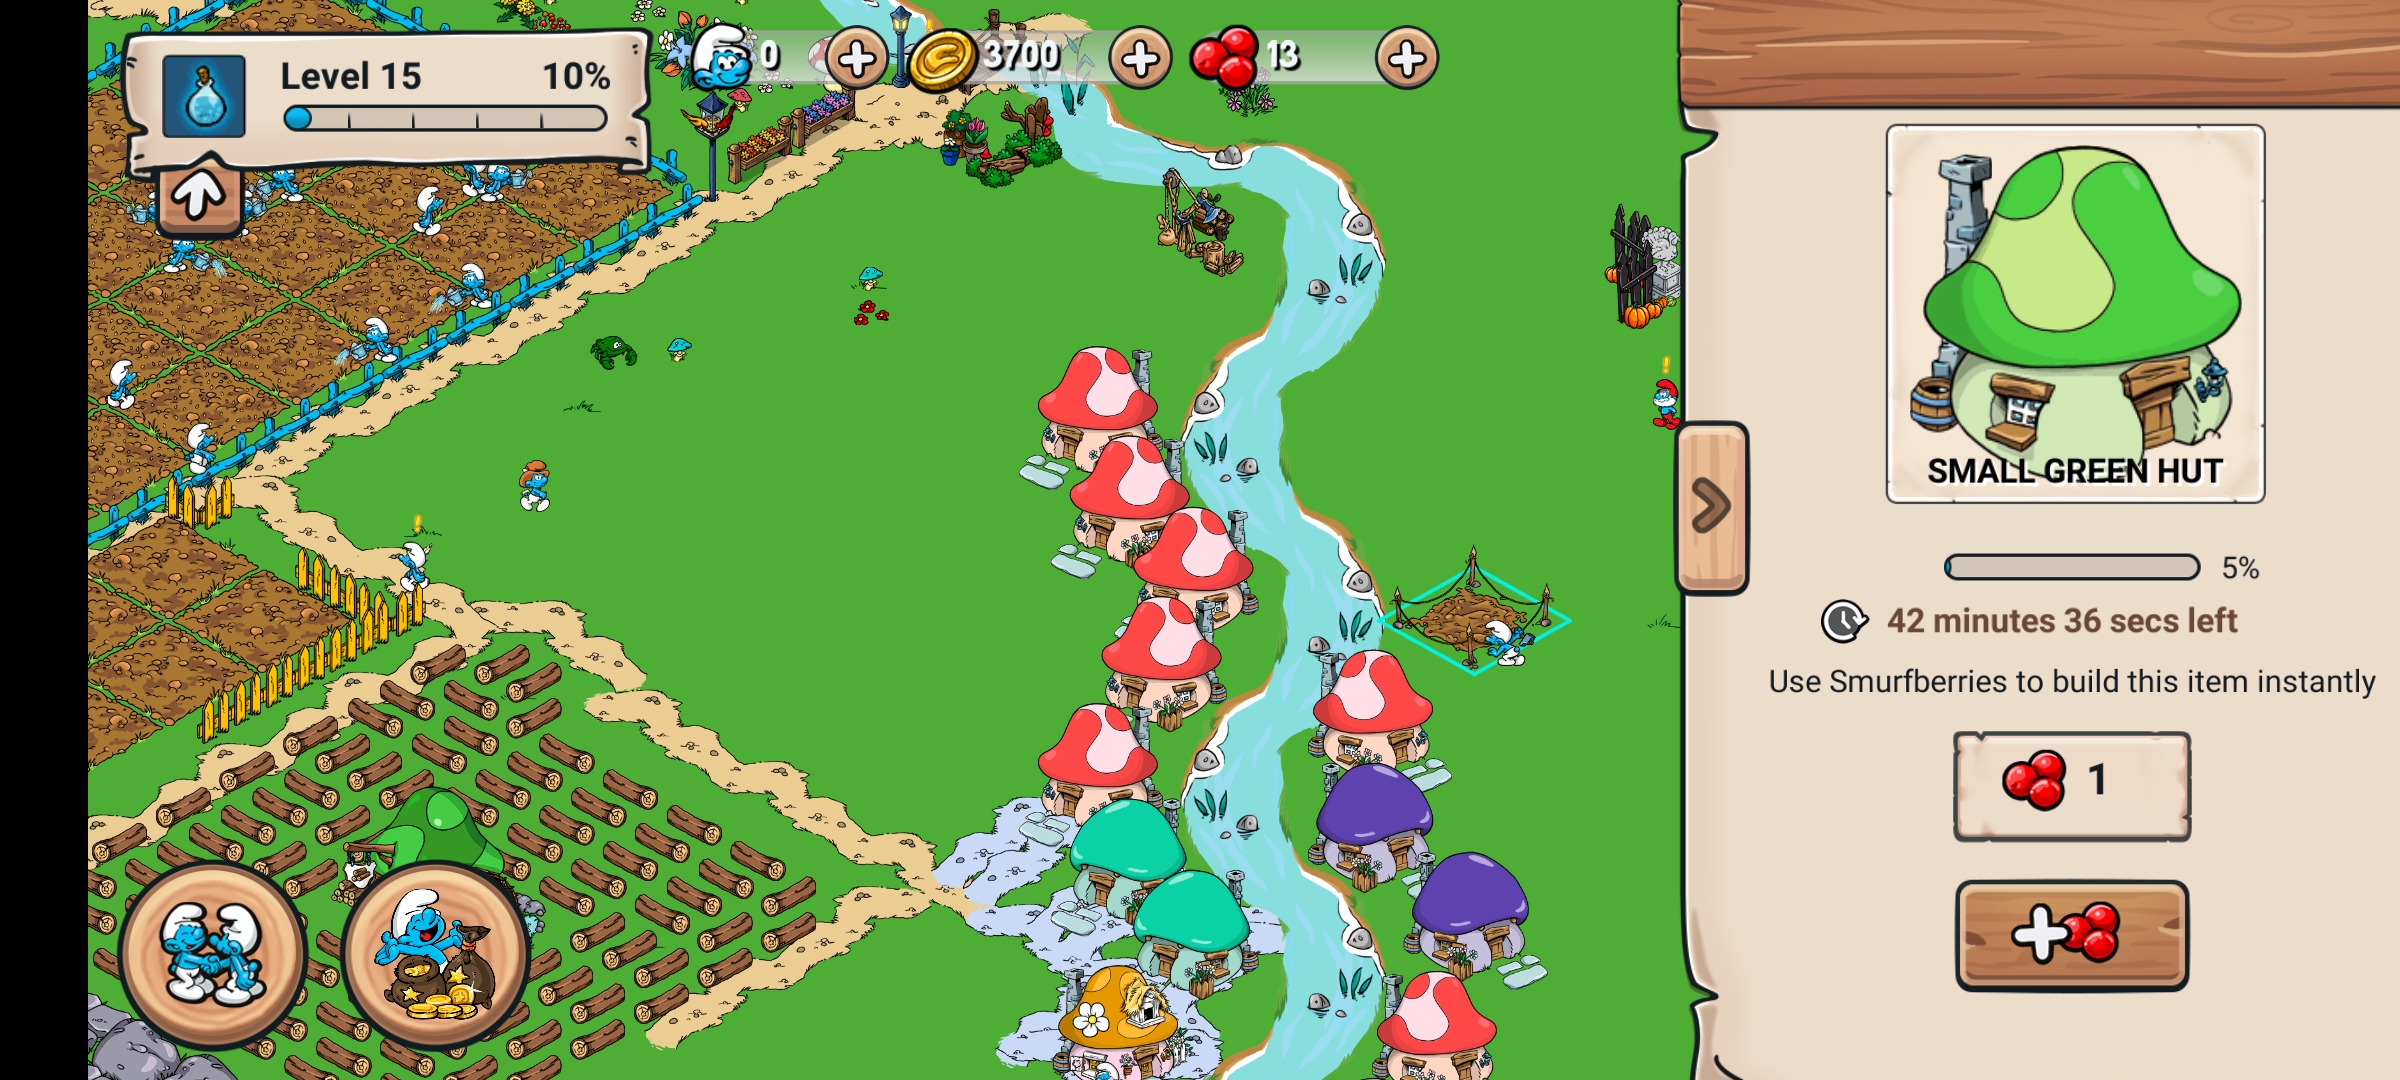 Level 15 10%
0
3700
13
SMALL GREEN HUT
5%
42 minutes 36 secs left
Use Smurfberries to build this item instantly
1